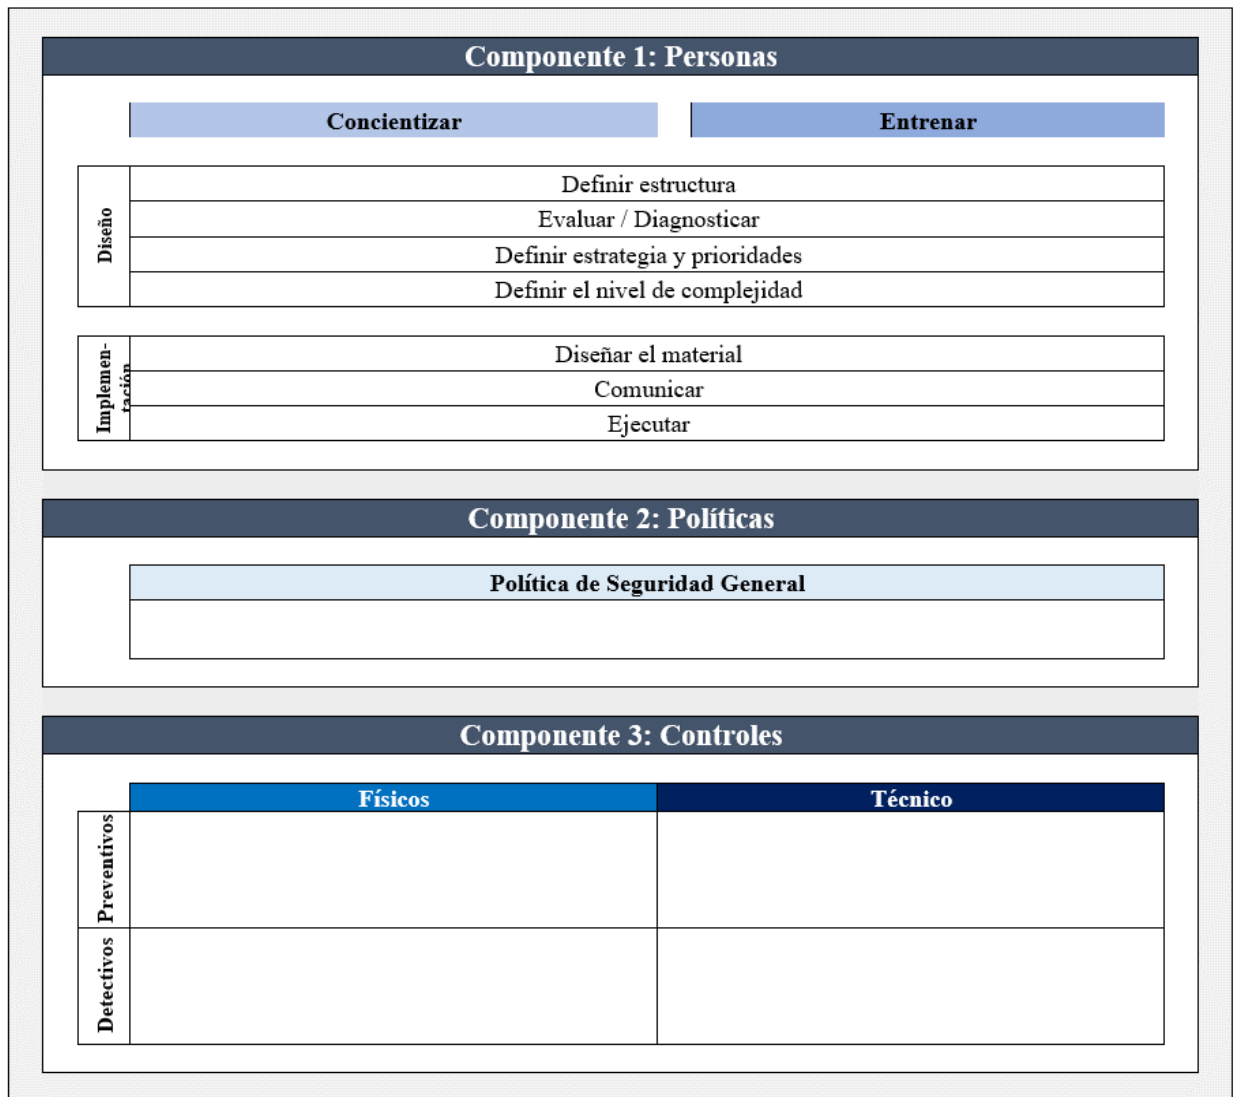 Componente 1: Personas
Concientizar
Entrenar
Diseño
Definir estructura
Evaluar / Diagnosticar
Definir estrategia y prioridades
Definir el nivel de complejidad
Implemen-
tación
Diseñar el material
Comunicar
Ejecutar
Componente 2: Políticas
Política de Seguridad General
Componente 3: Controles
Físicos
Técnico
Preventivos
Detectivos